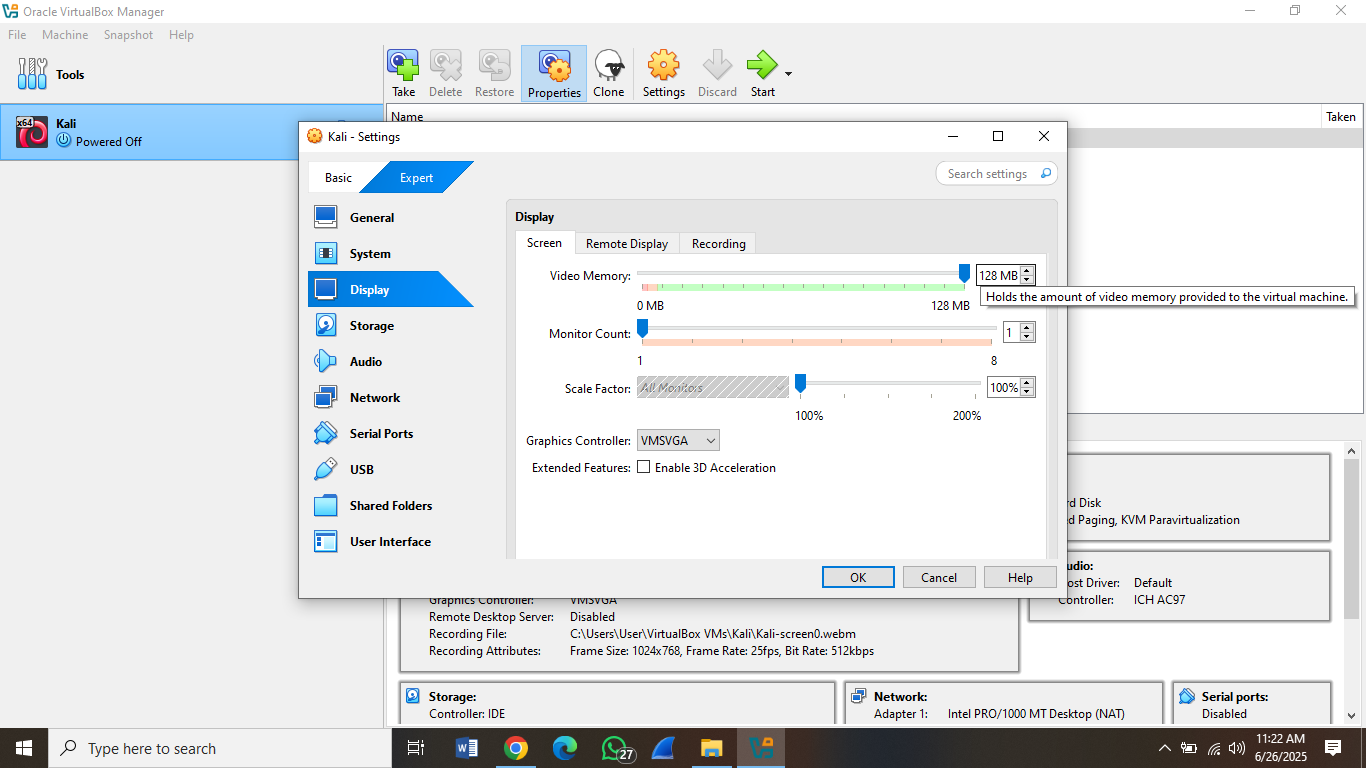 Oracle VirtualBox Manager
File Machine Snapshot Help
Tools
Take Delete Restore Properties Clone Settings Discard Start
x64
Kali
Powered Off
Name Taken
Kali - Settings
Basic Expert
Search settings
General
System
Display
Storage
Audio
Network
Serial Ports
USB
Shared Folders
User Interface
Display
Screen Remote Display Recording
Video Memory: 128 MB
0 MB 128 MB
Holds the amount of video memory provided to the virtual machine.
Monitor Count: 1
1 8
Scale Factor: All Monitors 100%
100% 200%
Graphics Controller: VMSVGA
Extended Features: Enable 3D Acceleration
OK Cancel Help
rd Disk
d Paging, KVM Paravirtualization
udio:
ost Driver: Default
Controller: ICH AC97
Graphics Controller: VMSVGA
Remote Desktop Server: Disabled
Recording File: C:\Users\User\VirtualBox VMs\Kali\Kali-screen0.webm
Recording Attributes: Frame Size: 1024x768, Frame Rate: 25fps, Bit Rate: 512kbps
Storage:
Controller: IDE
Network:
Adapter 1: Intel PRO/1000 MT Desktop (NAT)
Serial ports:
Disabled
Type here to search
27
11:22 AM
6/26/2025